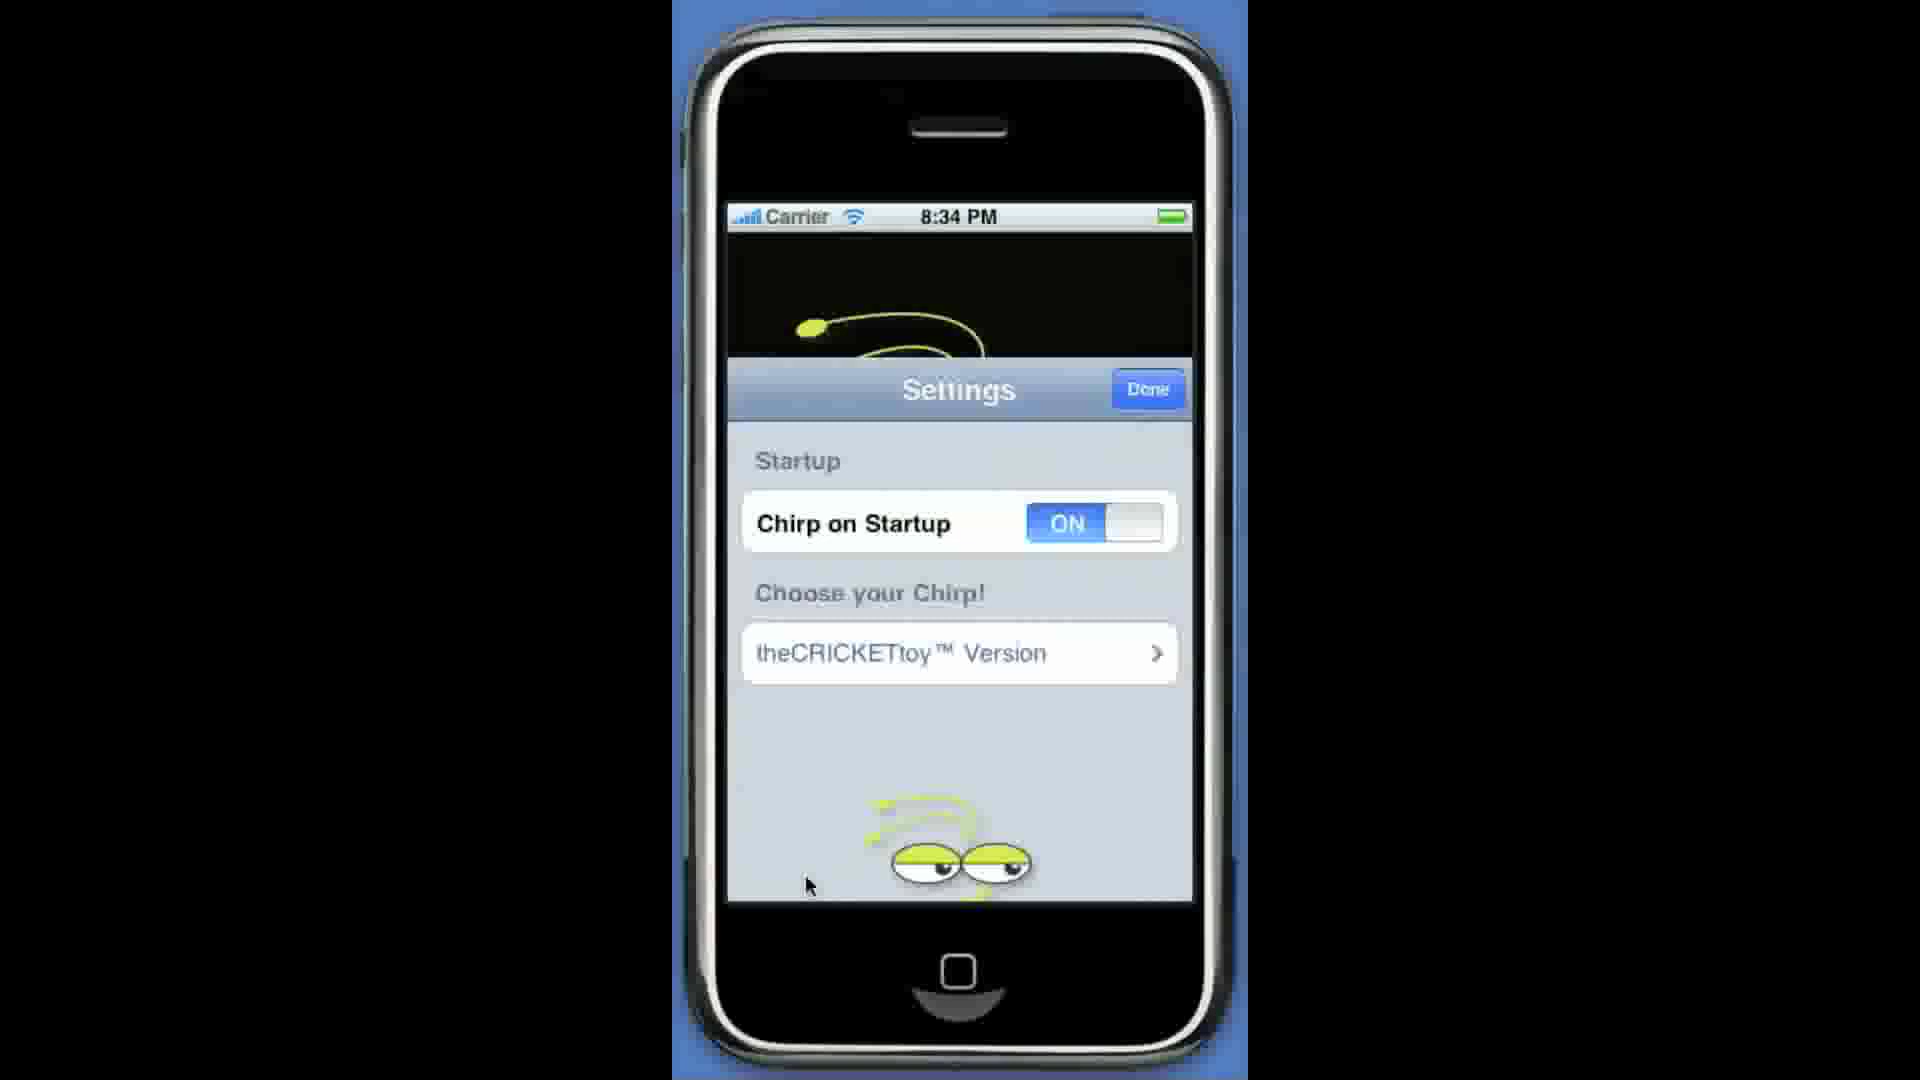 Carrier
8:34 PM
Settings
Done
Startup
Chirp on Startup
ON
Choose your Chirp!
theCRICKETtoy™ Version